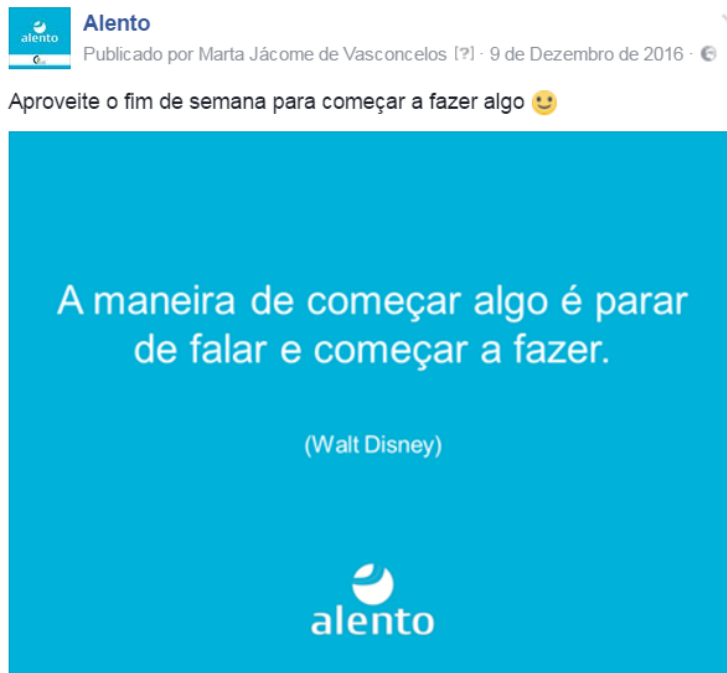 alento
Alento
Publicado por Marta Jácome de Vasconcelos [?] · 9 de Dezembro de 2016 ·
Aproveite o fim de semana para começar a fazer algo 🙂
A maneira de começar algo é parar
de falar e começar a fazer.
(Walt Disney)
alento